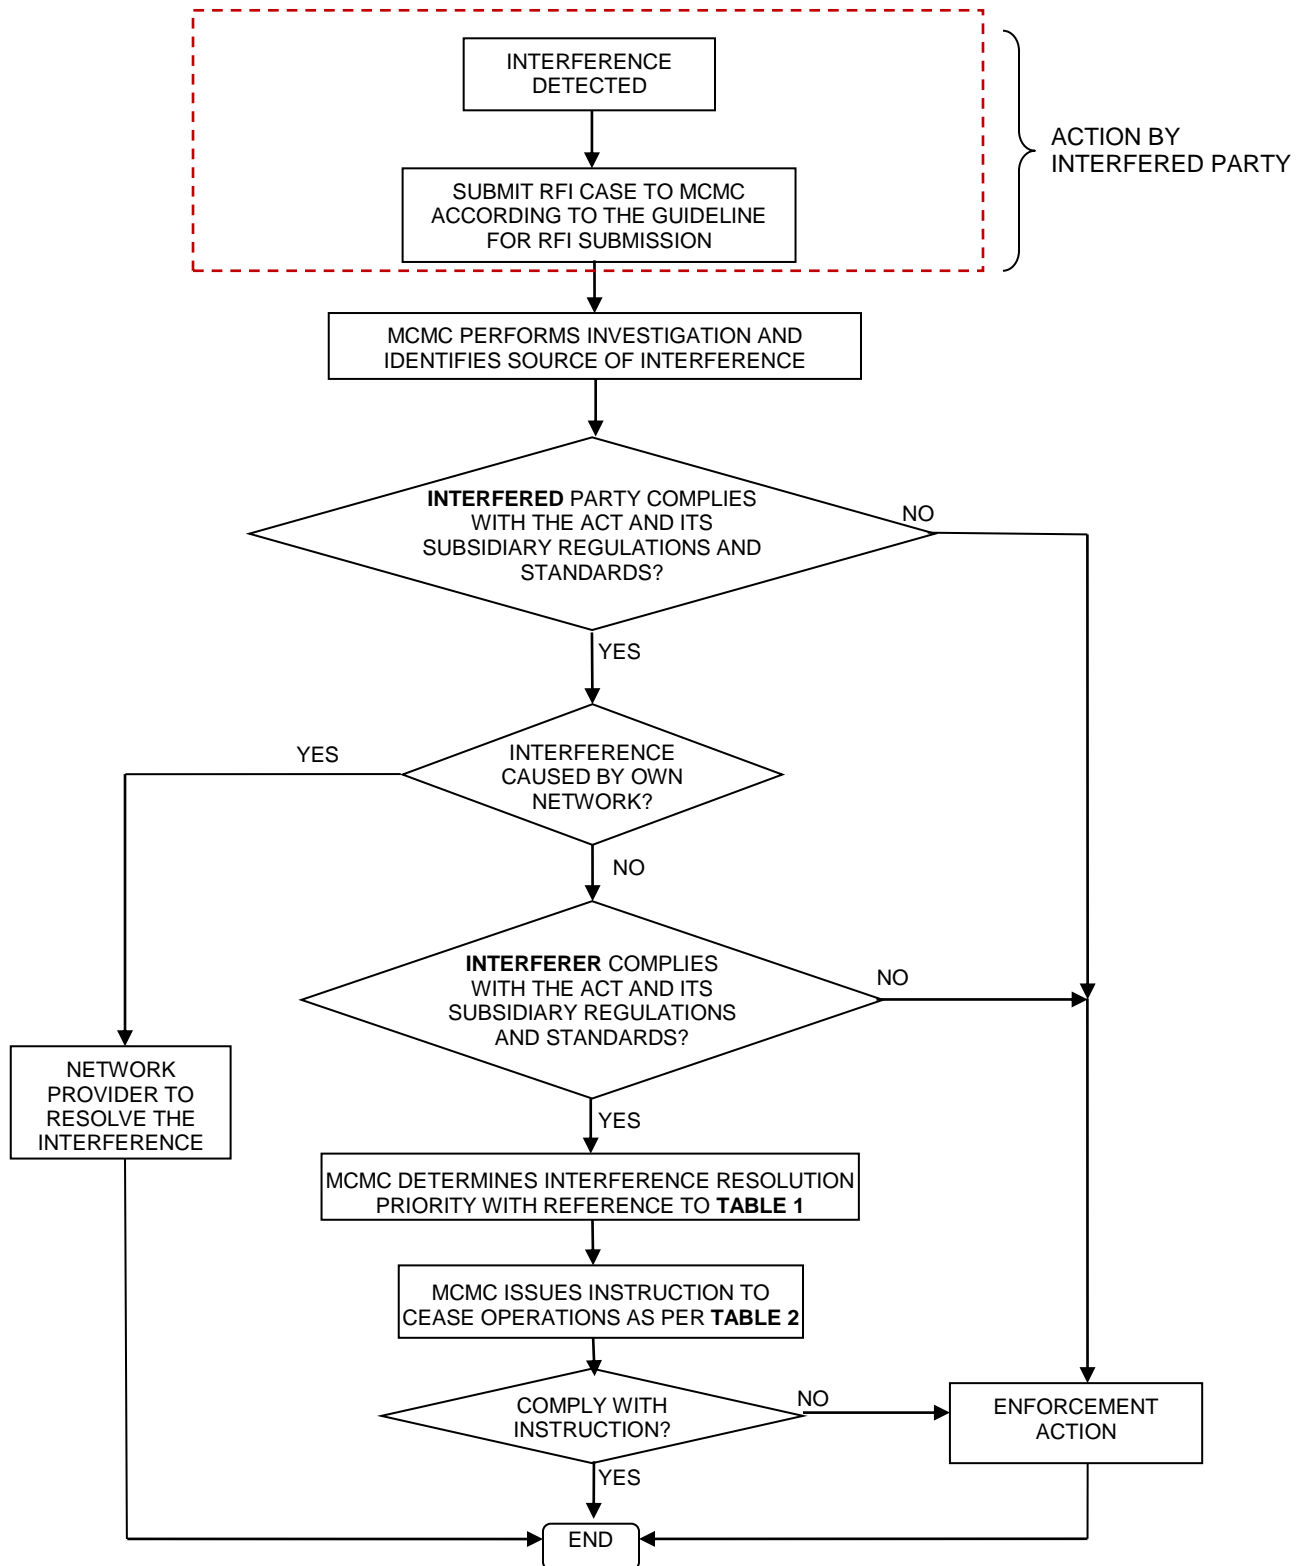 INTERFERENCE
DETECTED
ACTION BY
INTERFERED PARTY
SUBMIT RFI CASE TO MCMC
ACCORDING TO THE GUIDELINE
FOR RFI SUBMISSION
MCMC PERFORMS INVESTIGATION AND
IDENTIFIES SOURCE OF INTERFERENCE
INTERFERED PARTY COMPLIES
WITH THE ACT AND ITS
SUBSIDIARY REGULATIONS AND
STANDARDS?
NO
YES
INTERFERENCE
CAUSED BY OWN
NETWORK?
YES
NO
INTERFERER COMPLIES
WITH THE ACT AND ITS
SUBSIDIARY REGULATIONS
AND STANDARDS?
NO
NETWORK
PROVIDER TO
RESOLVE THE
INTERFERENCE
YES
MCMC DETERMINES INTERFERENCE RESOLUTION
PRIORITY WITH REFERENCE TO TABLE 1
MCMC ISSUES INSTRUCTION TO
CEASE OPERATIONS AS PER TABLE 2
COMPLY WITH
INSTRUCTION?
NO
ENFORCEMENT
ACTION
YES
END